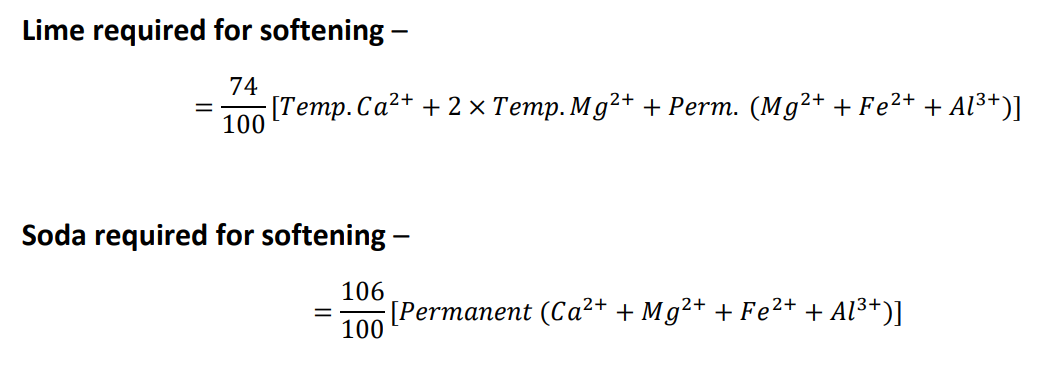 Lime required for softening –
= 74/100 [Temp. Ca²⁺ + 2 × Temp. Mg²⁺ + Perm. (Mg²⁺ + Fe²⁺ + Al³⁺)]
Soda required for softening –
= 106/100 [Permanent (Ca²⁺ + Mg²⁺ + Fe²⁺ + Al³⁺)]